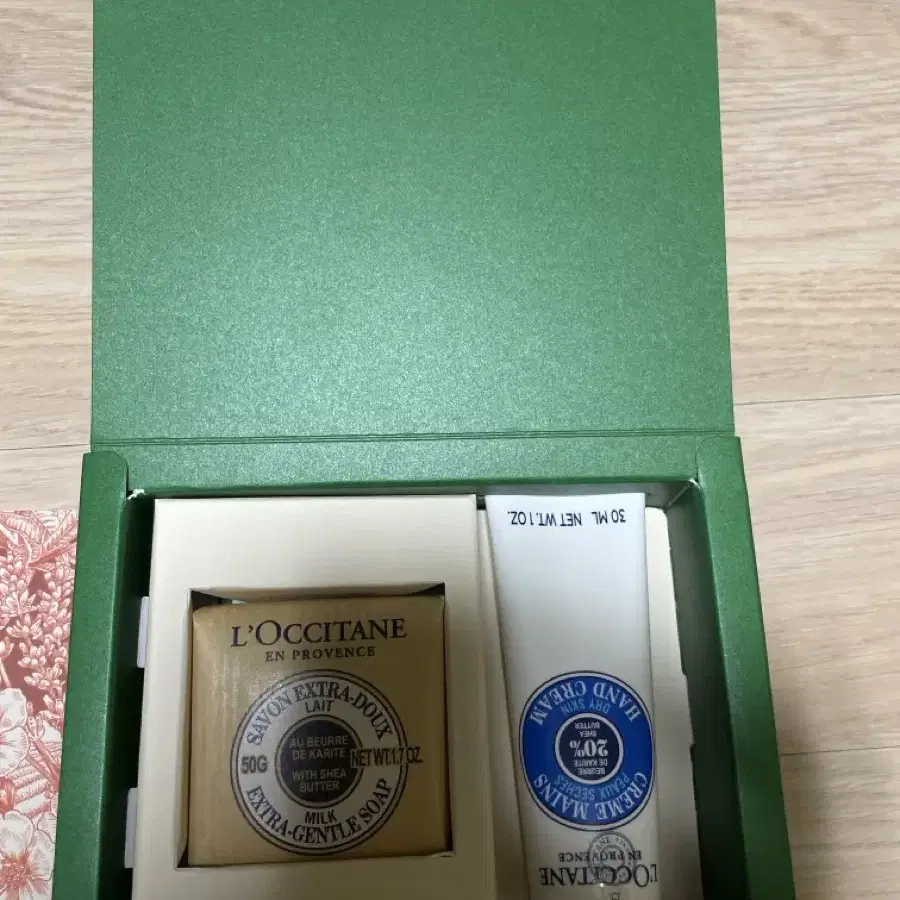 L'OCCITANE
EN PROVENCE
SAVON EXTRA-DOUX
LAIT
AU BEURRE
DE KARITE
50G
NET WT.1.7 OZ.
WITH SHEA
BUTTER
MILK
EXTRA-GENTLE SOAP
L'OCCITANE
EN PROVENCE
CREME MAINS
PEAUX SECHES
BEURRE
DE KARITE
20%
SHEA
BUTTER
DRY SKIN
HAND CREAM
30 ML NET WT.1 OZ.